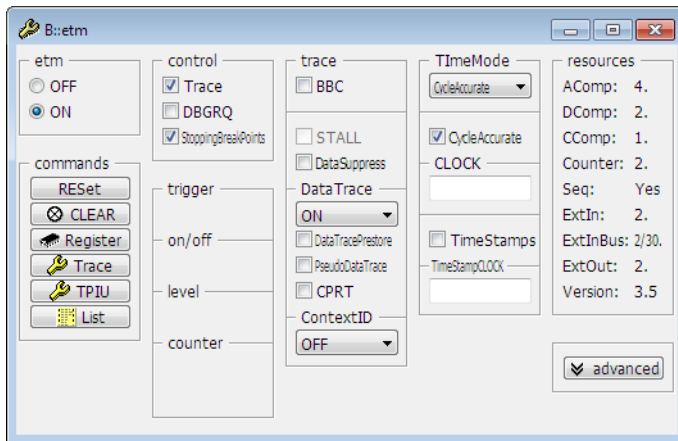 B::etm
etm
OFF
ON
commands
RESet
CLEAR
Register
Trace
TPIU
List
control
Trace
DBGRQ
StoppingBreakPoints
trigger
on/off
level
counter
trace
BBC
STALL
DataSuppress
DataTrace
ON
DataTracePrestore
PseudoDataTrace
CPRT
ContextID
OFF
TImeMode
CycleAccurate
CycleAccurate
CLOCK
TimeStamps
TimeStampCLOCK
resources
AComp: 4.
DComp: 2.
CComp: 1.
Counter: 2.
Seq: Yes
ExtIn: 2.
ExtInBus: 2/30.
ExtOut: 2.
Version: 3.5
advanced